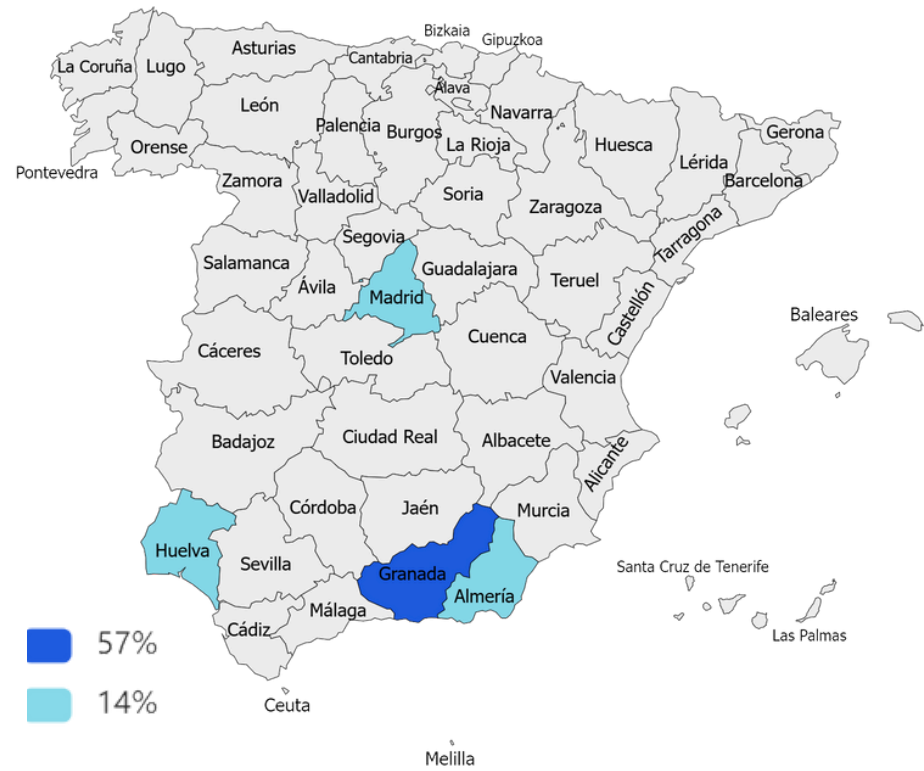 Bizkaia
Gipuzkoa
Asturias
Cantabria
La Coruña
Lugo
Álava
León
Navarra
Palencia
Burgos
La Rioja
Huesca
Gerona
Lérida
Orense
Pontevedra
Barcelona
Zamora
Valladolid
Soria
Zaragoza
Tarragona
Segovia
Salamanca
Guadalajara
Ávila
Teruel
Madrid
Castellón
Baleares
Cuenca
Cáceres
Toledo
Valencia
Badajoz
Ciudad Real
Albacete
Alicante
Córdoba
Jaén
Murcia
Huelva
Sevilla
Granada
Almería
Santa Cruz de Tenerife
Málaga
Cádiz
Las Palmas
57%
14%
Ceuta
Melilla